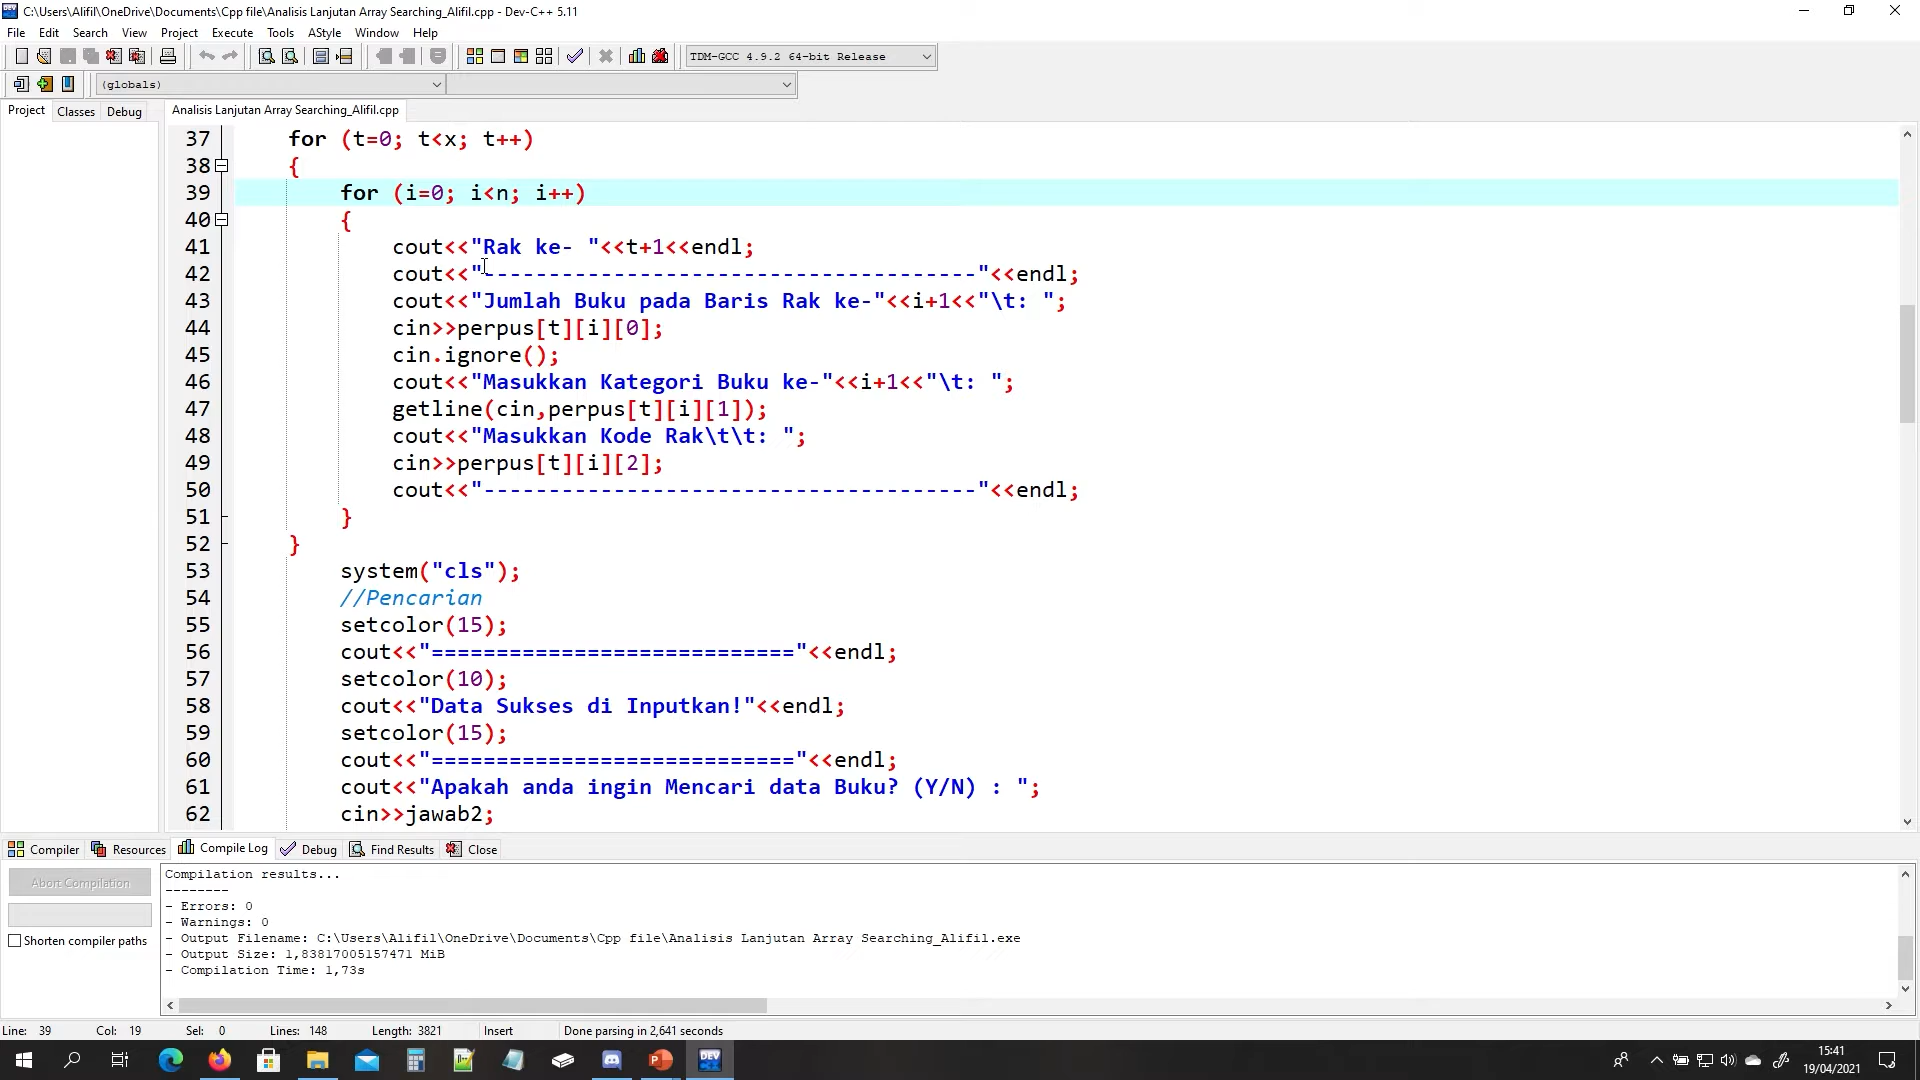 C:\Users\Alifil\OneDrive\Documents\Cpp file\Analisis Lanjutan Array Searching_Alifil.cpp - Dev-C++ 5.11
File Edit Search View Project Execute Tools AStyle Window Help
TDM-GCC 4.9.2 64-bit Release
(globals)
Project Classes Debug Analisis Lanjutan Array Searching_Alifil.cpp
37 for (t=0; t<x; t++)
38 {
39 for (i=0; i<n; i++)
40 {
41 cout<<"Rak ke- "<<t+1<<endl;
42 cout<<"--------------------------------------"<<endl;
43 cout<<"Jumlah Buku pada Baris Rak ke-"<<i+1<<"\t: ";
44 cin>>perpus[t][i][0];
45 cin.ignore();
46 cout<<"Masukkan Kategori Buku ke-"<<i+1<<"\t: ";
47 getline(cin,perpus[t][i][1]);
48 cout<<"Masukkan Kode Rak\t\t: ";
49 cin>>perpus[t][i][2];
50 cout<<"--------------------------------------"<<endl;
51 }
52 }
53 system("cls");
54 //Pencarian
55 setcolor(15);
56 cout<<"============================"<<endl;
57 setcolor(10);
58 cout<<"Data Sukses di Inputkan!"<<endl;
59 setcolor(15);
60 cout<<"============================"<<endl;
61 cout<<"Apakah anda ingin Mencari data Buku? (Y/N) : ";
62 cin>>jawab2;
Compiler Resources Compile Log Debug Find Results Close
Abort Compilation
Shorten compiler paths
Compilation results...
--------
- Errors: 0
- Warnings: 0
- Output Filename: C:\Users\Alifil\OneDrive\Documents\Cpp file\Analisis Lanjutan Array Searching_Alifil.exe
- Output Size: 1,83817005157471 MiB
- Compilation Time: 1,73s
Line: 39 Col: 19 Sel: 0 Lines: 148 Length: 3821 Insert Done parsing in 2,641 seconds
DEV
15:41
19/04/2021